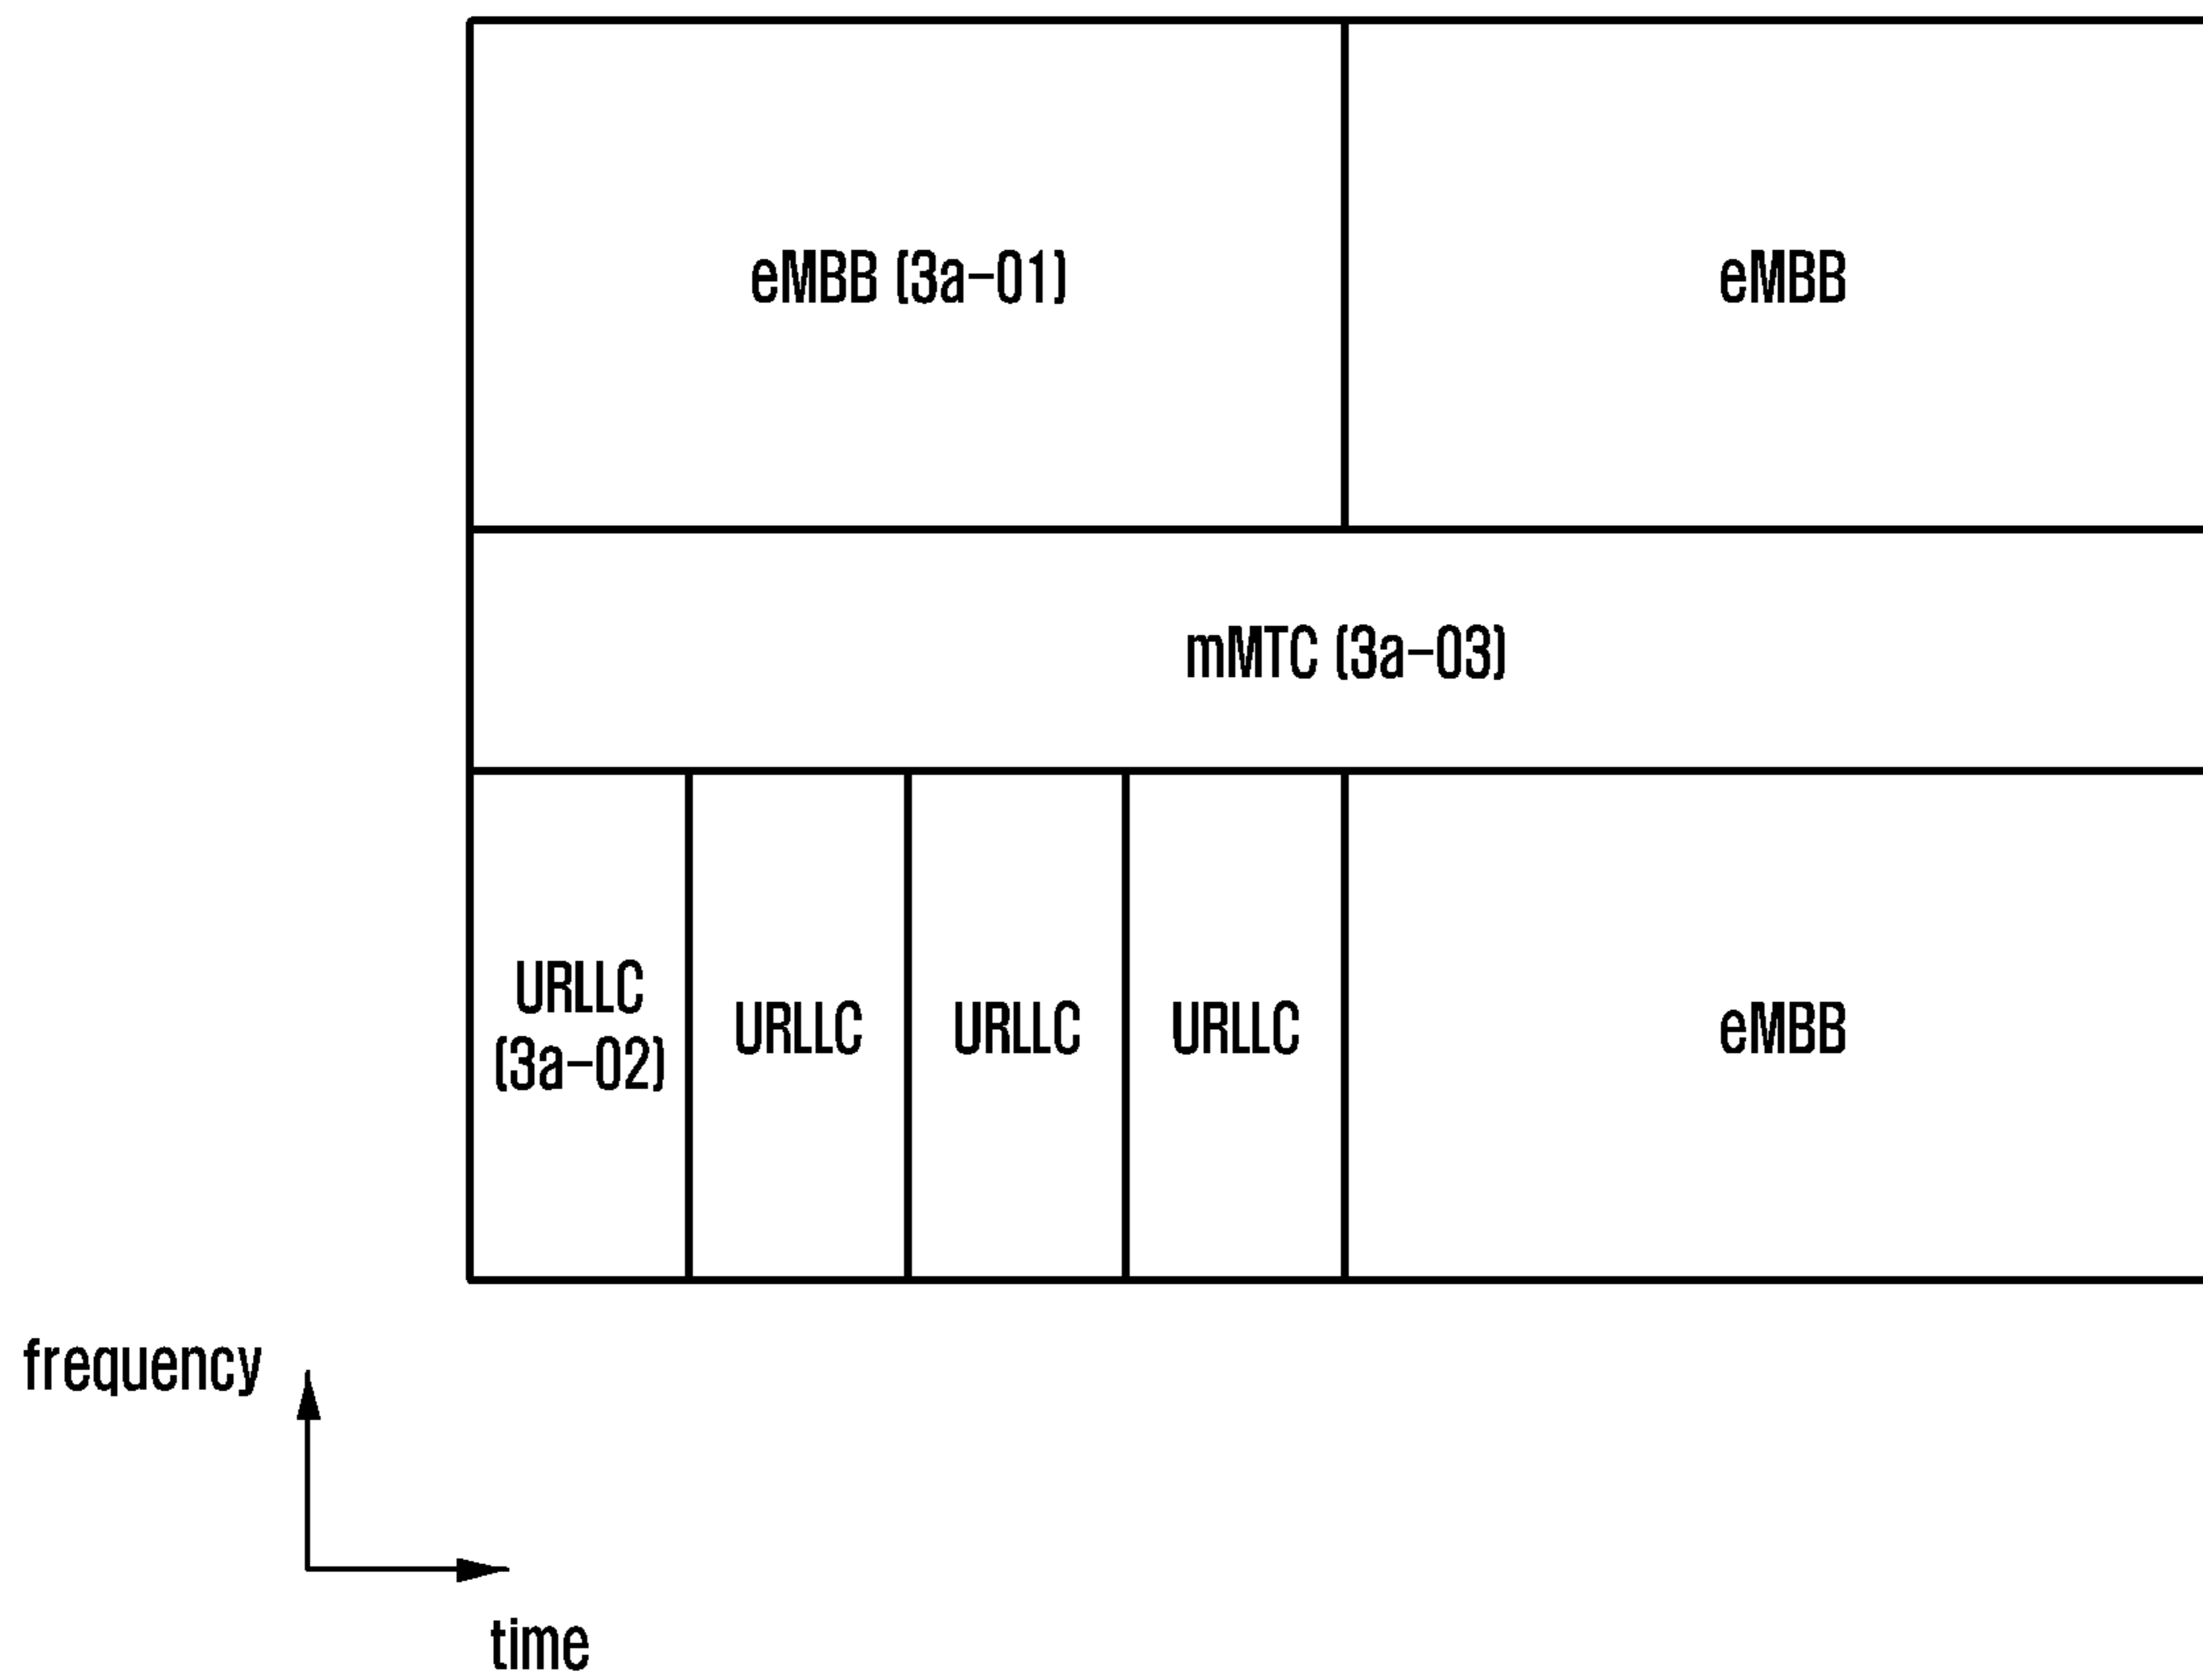 eMBB (3a-01)
eMBB
mMTC (3a-03)
URLLC
(3a-02)
URLLC
URLLC
URLLC
eMBB
frequency
time